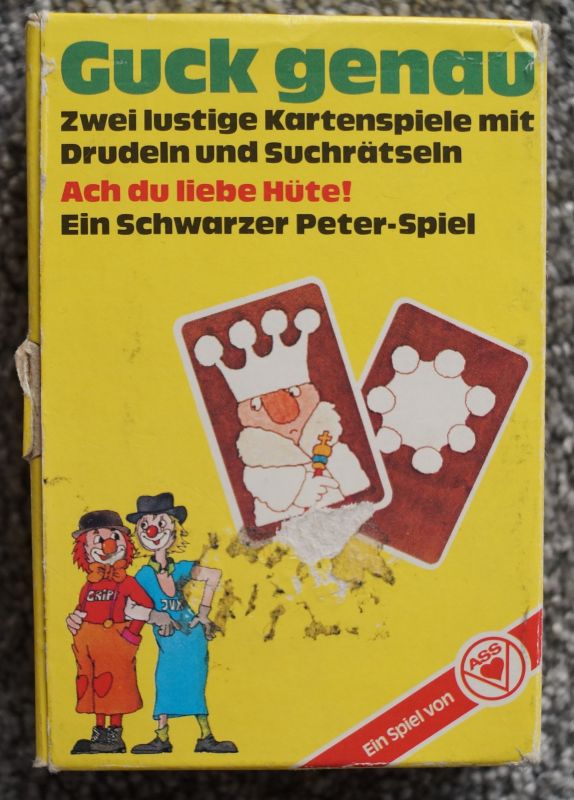 Guck genau
Zwei lustige Kartenspiele mit
Drudeln und Suchrätseln
Ach du liebe Hüte!
Ein Schwarzer Peter-Spiel
JUX
Ein Spiel von
ASS